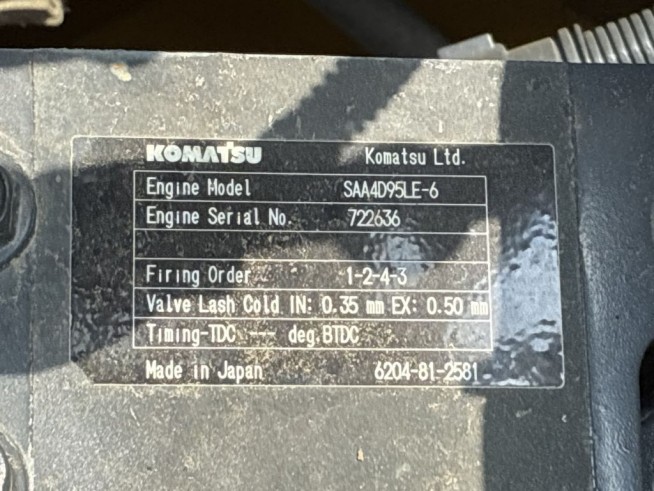 KOMATSU Komatsu Ltd.
Engine Model SAA4D95LE-6
Engine Serial No. 722636
Firing Order 1-2-4-3
Valve Lash Cold IN: 0.35 mm EX: 0.50 mm
Timing-TDC --- deg.BTDC
Made in Japan 6204-81-2581